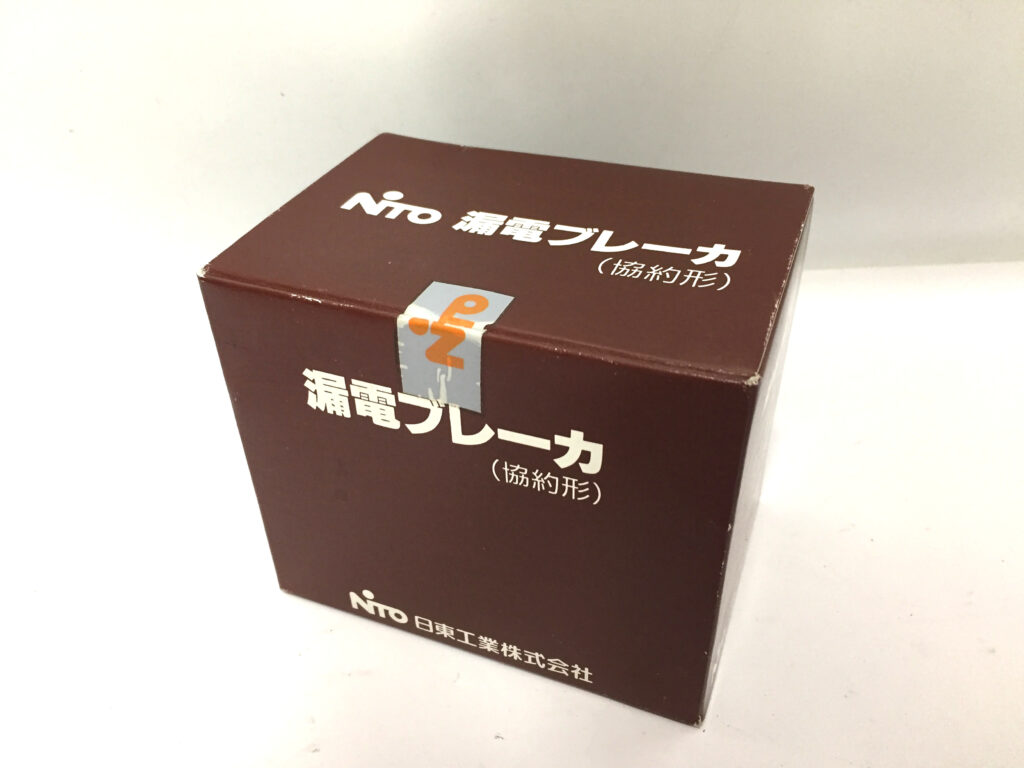 NiTO 漏電ブレーカ
(協約形)
漏電ブレーカ
(協約形)
NiTO 日東工業株式会社